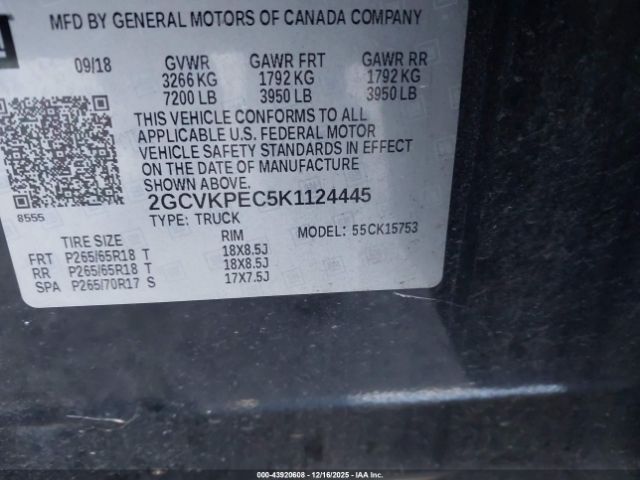 MFD BY GENERAL MOTORS OF CANADA COMPANY
09/18 GVWR GAWR FRT GAWR RR
3266 KG 1792 KG 1792 KG
7200 LB 3950 LB 3950 LB
THIS VEHICLE CONFORMS TO ALL
APPLICABLE U.S. FEDERAL MOTOR
VEHICLE SAFETY STANDARDS IN EFFECT
ON THE DATE OF MANUFACTURE
SHOWN ABOVE.
2GCVKPEC5K1124445
8555
TYPE: TRUCK
MODEL: 55CK15753
TIRE SIZE RIM
FRT P265/65R18 T 18X8.5J
RR P265/65R18 T 18X8.5J
SPA P265/70R17 S 17X7.5J
000-43920608 - 12/16/2025 - IAA Inc.